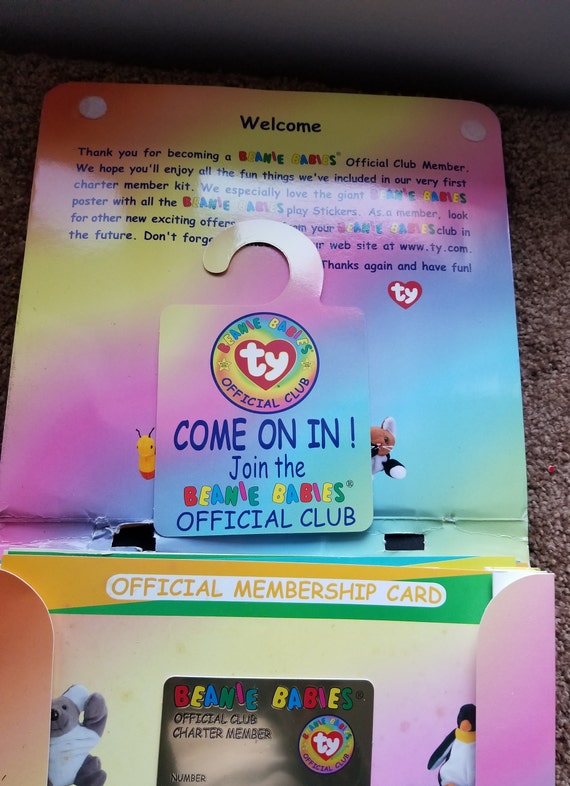 Welcome
Thank you for becoming a BEANIE BABIES® Official Club Member.
We hope you'll enjoy all the fun things we've included in our very first
charter member kit. We especially love the giant BEANIE BABIES
poster with all the BEANIE BABIES play Stickers. As a member, look
for other new exciting offers your BEANIE BABIES club in
the future. Don't web site at www.ty.com.
Thanks again and have fun!
ty
BEANIE BABIES
ty
OFFICIAL CLUB
COME ON IN !
Join the
BEANIE BABIES®
OFFICIAL CLUB
OFFICIAL MEMBERSHIP CARD
BEANIE BABIES®
OFFICIAL CLUB
CHARTER MEMBER
BEANIE BABIES
ty
OFFICIAL CLUB
NUMBER